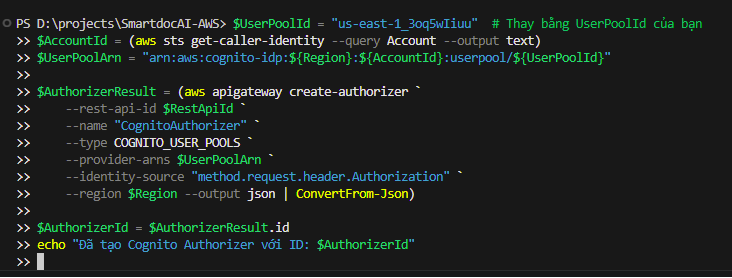 PS D:\projects\SmartdocAI-AWS> $UserPoolId = "us-east-1_3oq5wIiuu"  # Thay bằng UserPoolId của bạn
>> $AccountId = (aws sts get-caller-identity --query Account --output text)
>> $UserPoolArn = "arn:aws:cognito-idp:${Region}:${AccountId}:userpool/${UserPoolId}"
>>
>> $AuthorizerResult = (aws apigateway create-authorizer `
>>     --rest-api-id $RestApiId `
>>     --name "CognitoAuthorizer" `
>>     --type COGNITO_USER_POOLS `
>>     --provider-arns $UserPoolArn `
>>     --identity-source "method.request.header.Authorization" `
>>     --region $Region --output json | ConvertFrom-Json)
>>
>> $AuthorizerId = $AuthorizerResult.id
>> echo "Đã tạo Cognito Authorizer với ID: $AuthorizerId"
>>